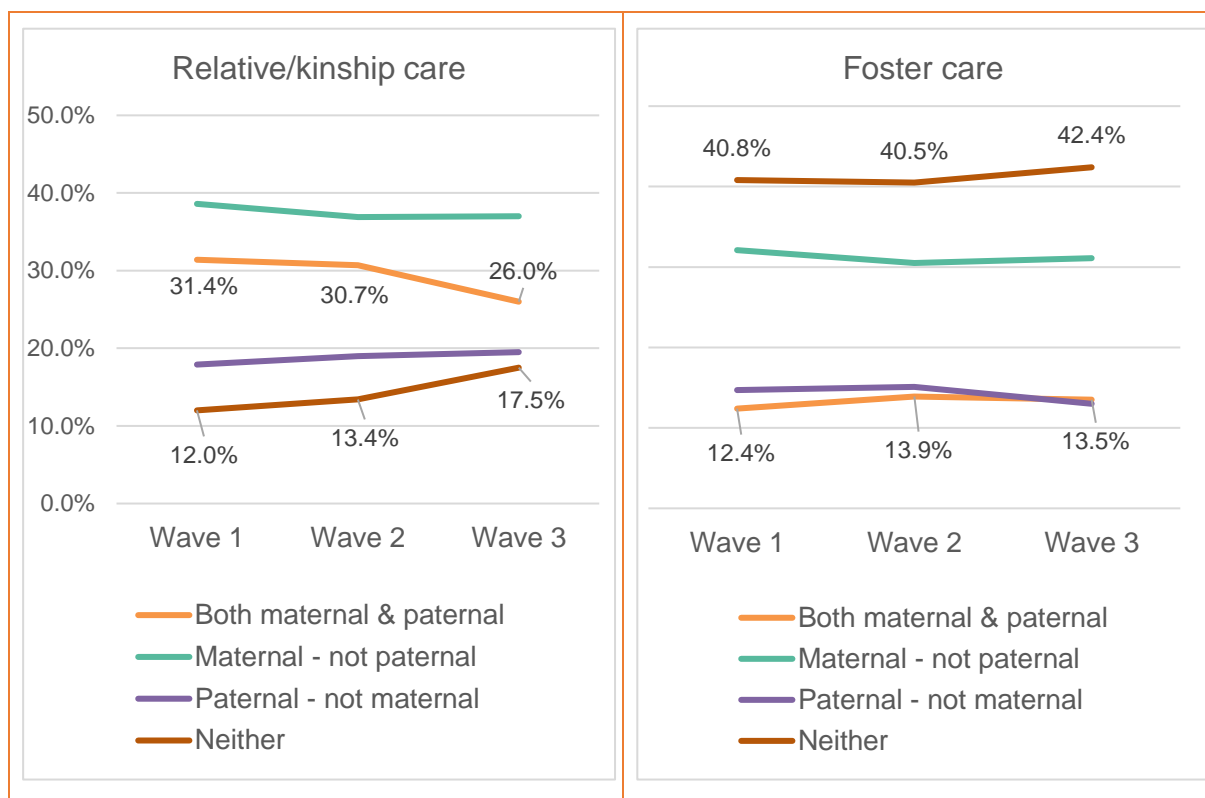 Relative/kinship care
50.0%
40.0%
30.0%
20.0%
10.0%
0.0%
31.4%
30.7%
26.0%
12.0%
13.4%
17.5%
Wave 1
Wave 2
Wave 3
Both maternal & paternal
Maternal - not paternal
Paternal - not maternal
Neither
Foster care
40.8%
40.5%
42.4%
12.4%
13.9%
13.5%
Wave 1
Wave 2
Wave 3
Both maternal & paternal
Maternal - not paternal
Paternal - not maternal
Neither